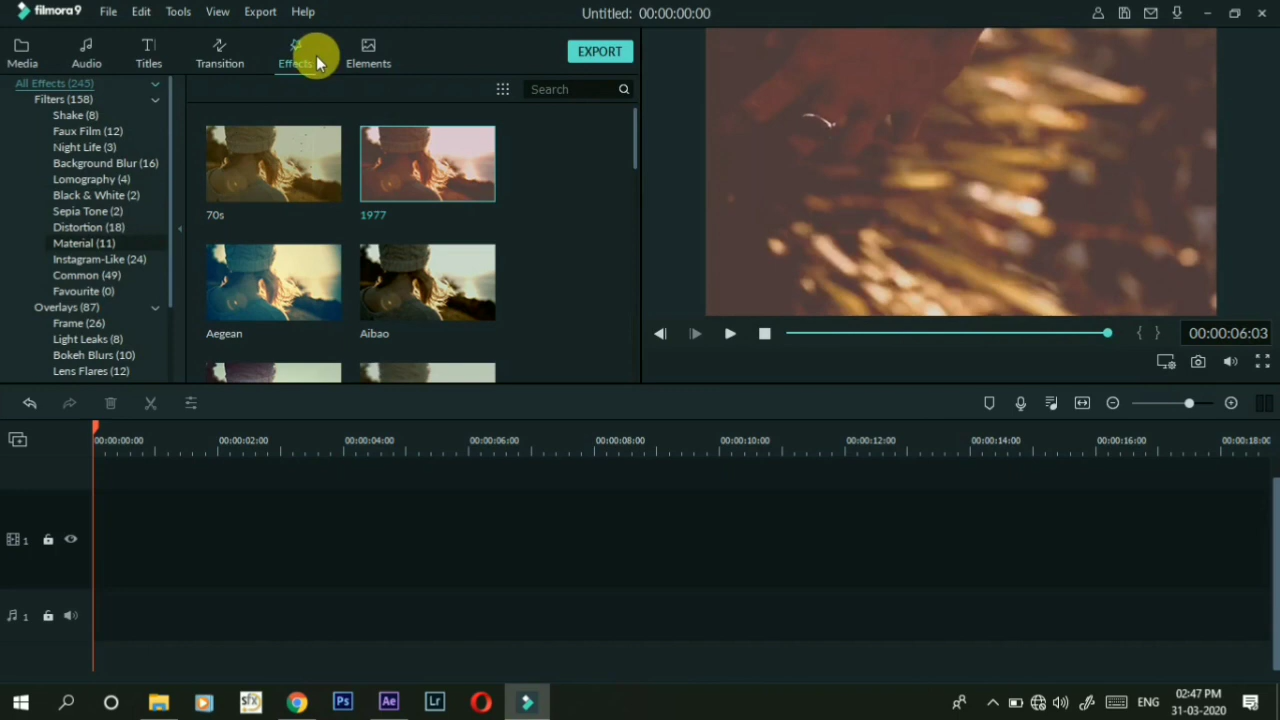 filmora9 File Edit Tools View Export Help Untitled: 00:00:00:00
Media Audio Titles Transition Effects Elements EXPORT
All Effects (245)
Filters (158)
Shake (8)
Faux Film (12)
Night Life (3)
Background Blur (16)
Lomography (4)
Black & White (2)
Sepia Tone (2)
Distortion (18)
Material (11)
Instagram-Like (24)
Common (49)
Favourite (0)
Overlays (87)
Frame (26)
Light Leaks (8)
Bokeh Blurs (10)
Lens Flares (12)
Search
70s 1977
Aegean Aibao
00:00:06:03
00:00:00:00 00:00:02:00 00:00:04:00 00:00:06:00 00:00:08:00 00:00:10:00 00:00:12:00 00:00:14:00 00:00:16:00 00:00:18:00
1
1
sfx Ps Ae Lr ENG 02:47 PM
31-03-2020